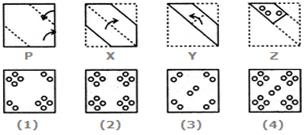 P X Y Z
(1) (2) (3) (4)